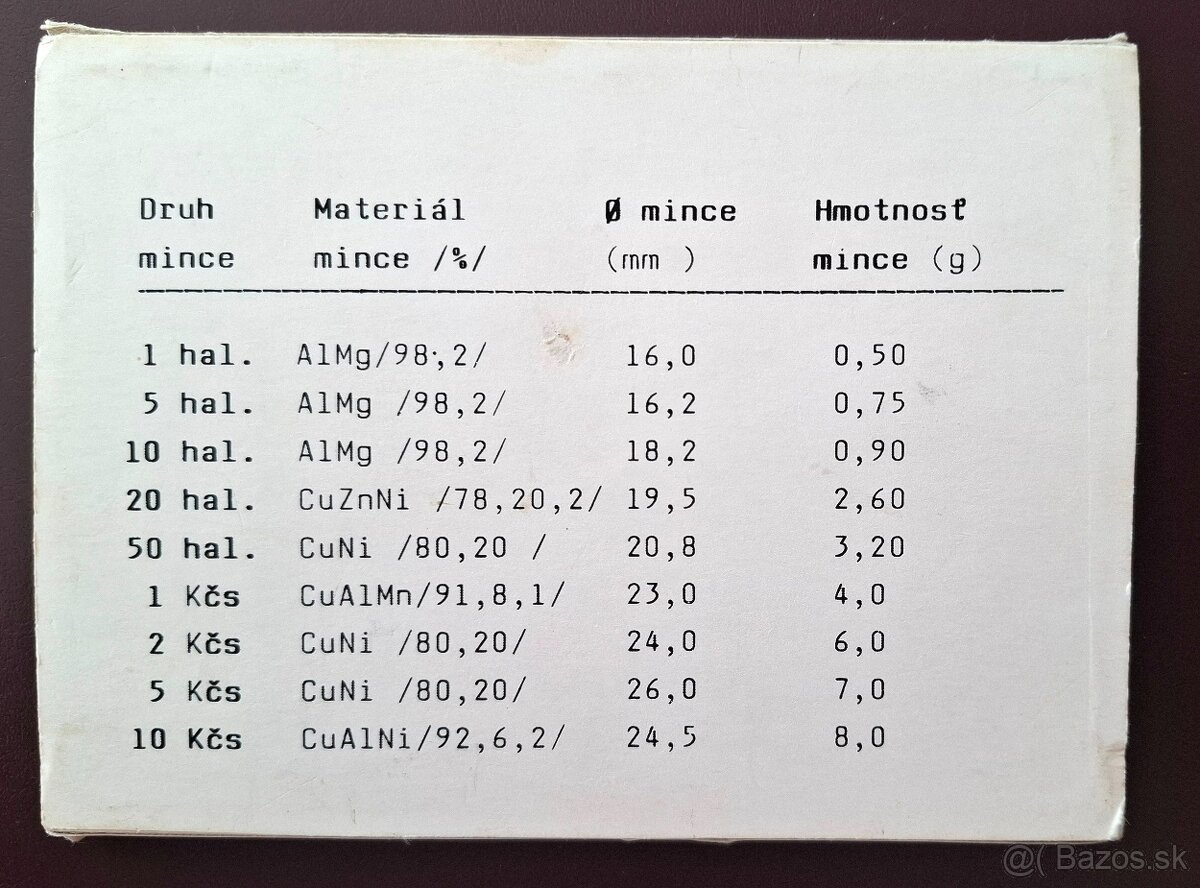 Druh Materiál Ø mince Hmotnosť
mince mince /%/ (mm ) mince (g)
1 hal. AlMg/98,2/ 16,0 0,50
5 hal. AlMg /98,2/ 16,2 0,75
10 hal. AlMg /98,2/ 18,2 0,90
20 hal. CuZnNi /78,20,2/ 19,5 2,60
50 hal. CuNi /80,20 / 20,8 3,20
1 Kčs CuAlMn/91,8,1/ 23,0 4,0
2 Kčs CuNi /80,20/ 24,0 6,0
5 Kčs CuNi /80,20/ 26,0 7,0
10 Kčs CuAlNi/92,6,2/ 24,5 8,0
@( Bazos.sk